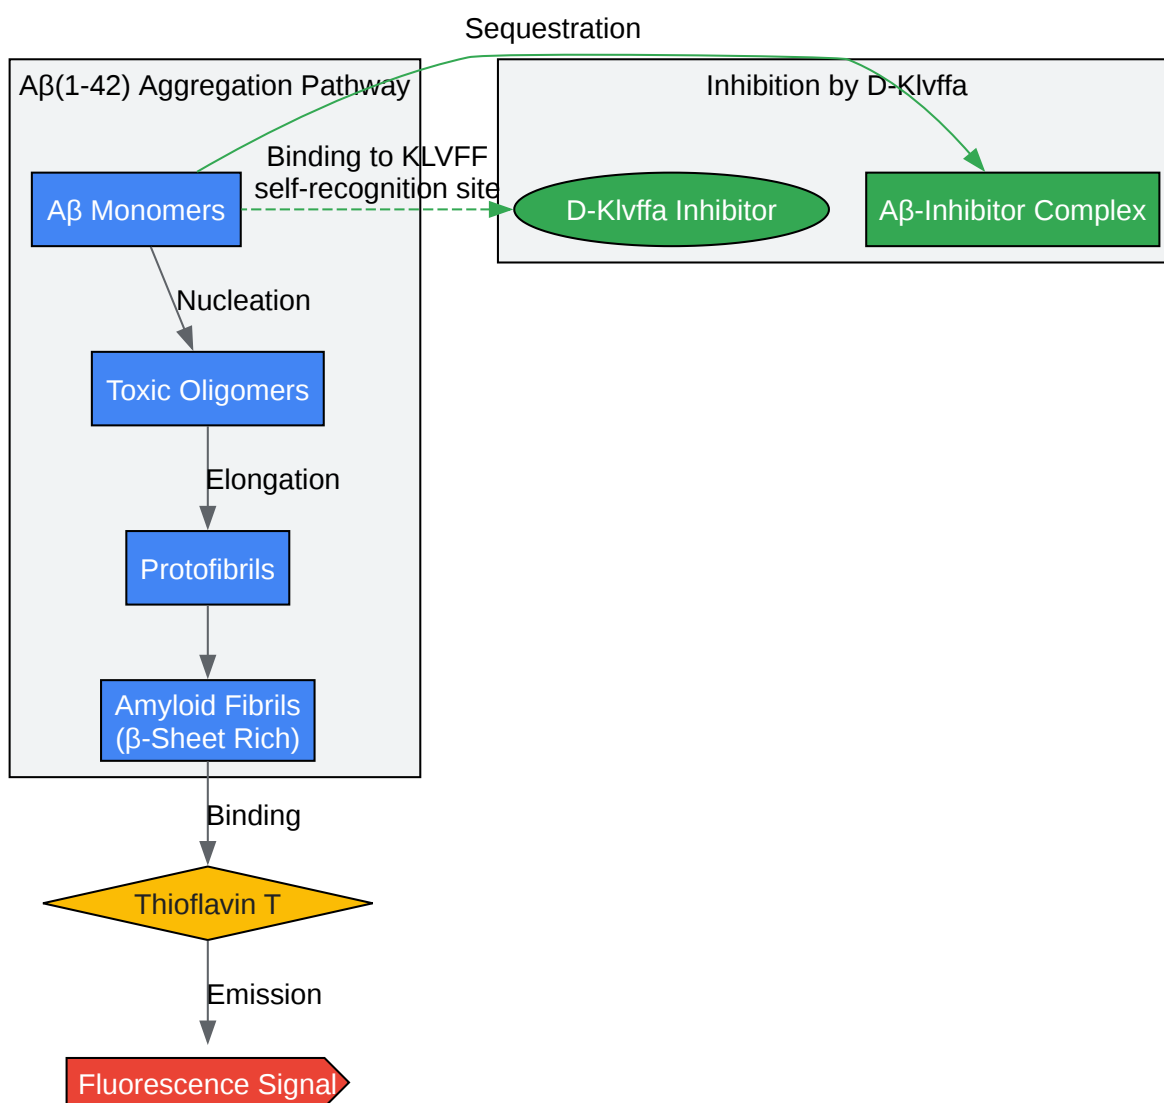 Sequestration
Aβ(1-42) Aggregation Pathway
Inhibition by D-Klvffa
Binding to KLVFF
self-recognition site
Aβ Monomers
D-Klvffa Inhibitor
Aβ-Inhibitor Complex
Nucleation
Toxic Oligomers
Elongation
Protofibrils
Amyloid Fibrils
(β-Sheet Rich)
Binding
Thioflavin T
Emission
Fluorescence Signal